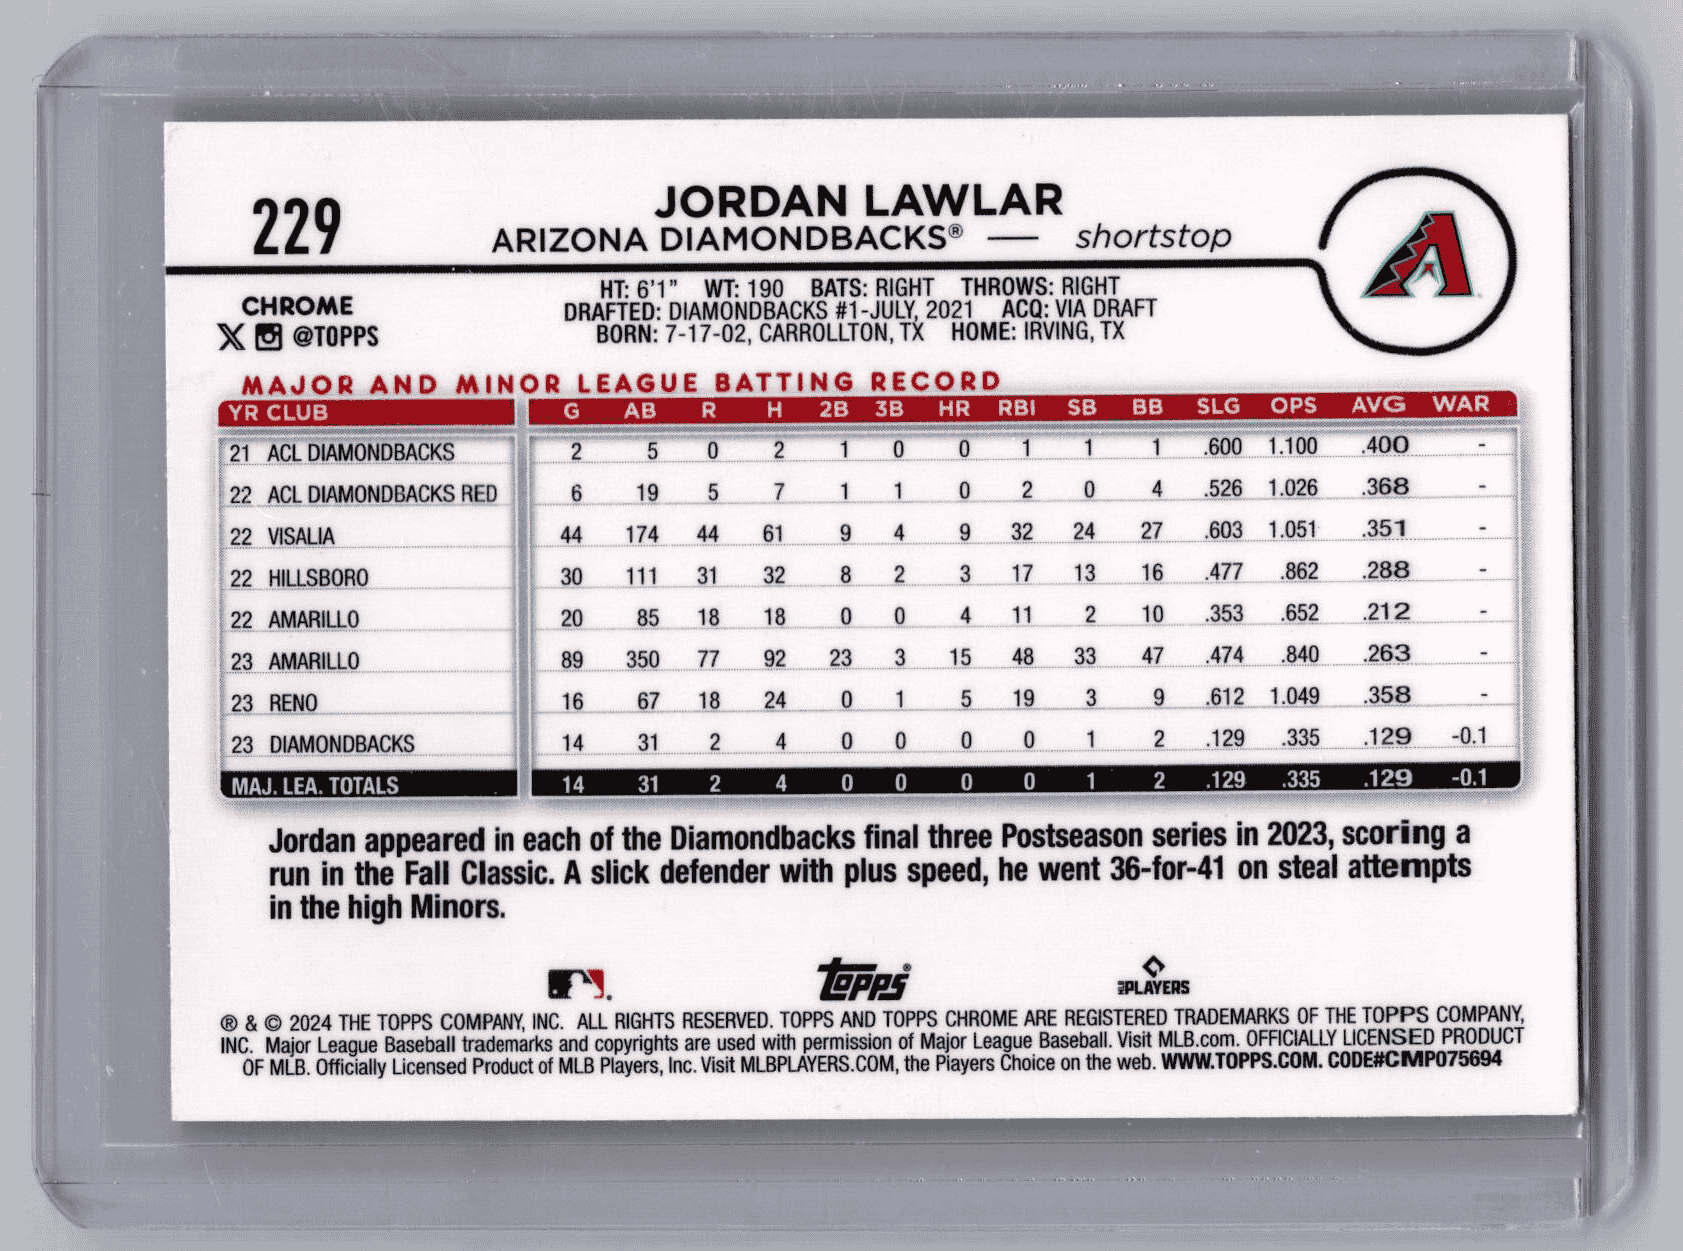 229
JORDAN LAWLAR
ARIZONA DIAMONDBACKS® — shortstop
CHROME
@TOPPS
HT: 6'1" WT: 190 BATS: RIGHT THROWS: RIGHT
DRAFTED: DIAMONDBACKS #1-JULY, 2021 ACQ: VIA DRAFT
BORN: 7-17-02, CARROLLTON, TX HOME: IRVING, TX
MAJOR AND MINOR LEAGUE BATTING RECORD
YR CLUB G AB R H 2B 3B HR RBI SB BB SLG OPS AVG WAR
21 ACL DIAMONDBACKS 2 5 0 2 1 0 0 1 1 1 .600 1.100 .400 -
22 ACL DIAMONDBACKS RED 6 19 5 7 1 1 0 2 0 4 .526 1.026 .368 -
22 VISALIA 44 174 44 61 9 4 9 32 24 27 .603 1.051 .351 -
22 HILLSBORO 30 111 31 32 8 2 3 17 13 16 .477 .862 .288 -
22 AMARILLO 20 85 18 18 0 0 4 11 2 10 .353 .652 .212 -
23 AMARILLO 89 350 77 92 23 3 15 48 33 47 .474 .840 .263 -
23 RENO 16 67 18 24 0 1 5 19 3 9 .612 1.049 .358 -
23 DIAMONDBACKS 14 31 2 4 0 0 0 0 1 2 .129 .335 .129 -0.1
MAJ. LEA. TOTALS 14 31 2 4 0 0 0 0 1 2 .129 .335 .129 -0.1
Jordan appeared in each of the Diamondbacks final three Postseason series in 2023, scoring a
run in the Fall Classic. A slick defender with plus speed, he went 36-for-41 on steal attempts
in the high Minors.
Topps®
MLB PLAYERS
® & © 2024 THE TOPPS COMPANY, INC. ALL RIGHTS RESERVED. TOPPS AND TOPPS CHROME ARE REGISTERED TRADEMARKS OF THE TOPPS COMPANY,
INC. Major League Baseball trademarks and copyrights are used with permission of Major League Baseball. Visit MLB.com. OFFICIALLY LICENSED PRODUCT
OF MLB. Officially Licensed Product of MLB Players, Inc. Visit MLBPLAYERS.COM, the Players Choice on the web. WWW.TOPPS.COM. CODE#CMP075694